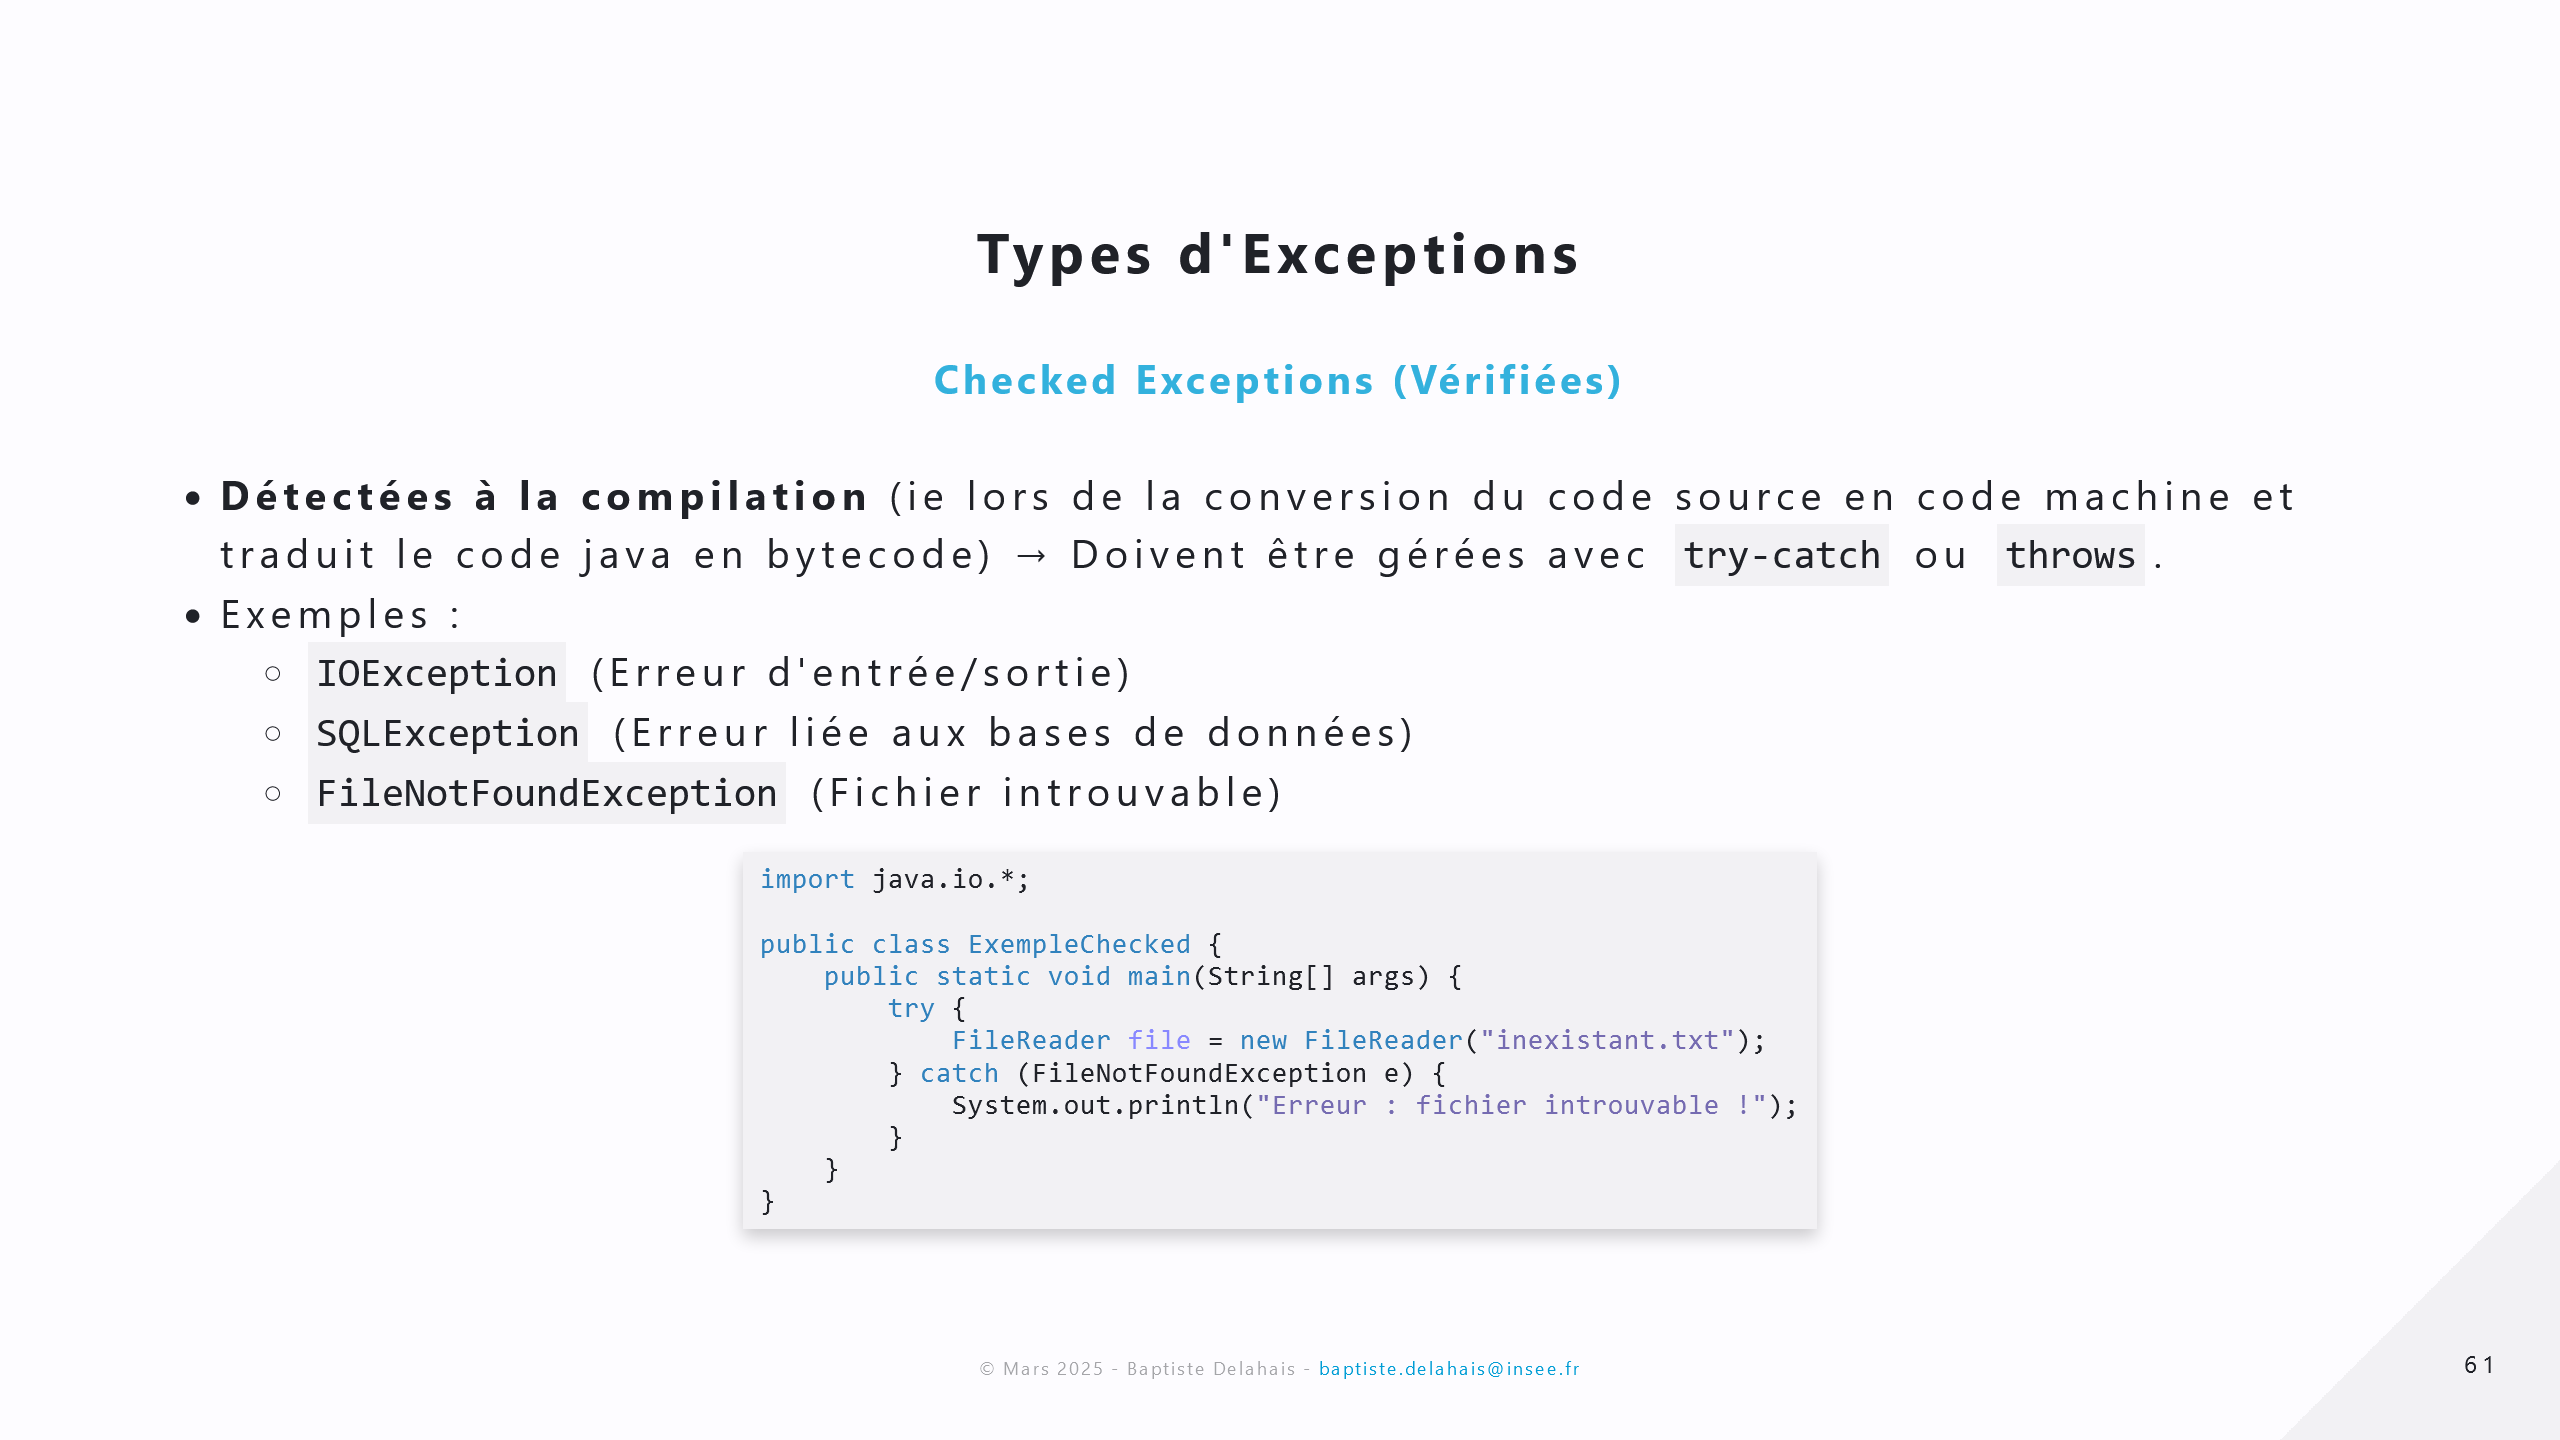 Types d'Exceptions
Checked Exceptions (Vérifiées)
• Détectées à la compilation (ie lors de la conversion du code source en code machine et
traduit le code java en bytecode) → Doivent être gérées avec try-catch ou throws.
• Exemples :
○ IOException (Erreur d'entrée/sortie)
○ SQLException (Erreur liée aux bases de données)
○ FileNotFoundException (Fichier introuvable)
import java.io.*;

public class ExempleChecked {
    public static void main(String[] args) {
        try {
            FileReader file = new FileReader("inexistant.txt");
        } catch (FileNotFoundException e) {
            System.out.println("Erreur : fichier introuvable !");
        }
    }
}
© Mars 2025 - Baptiste Delahais - baptiste.delahais@insee.fr
61